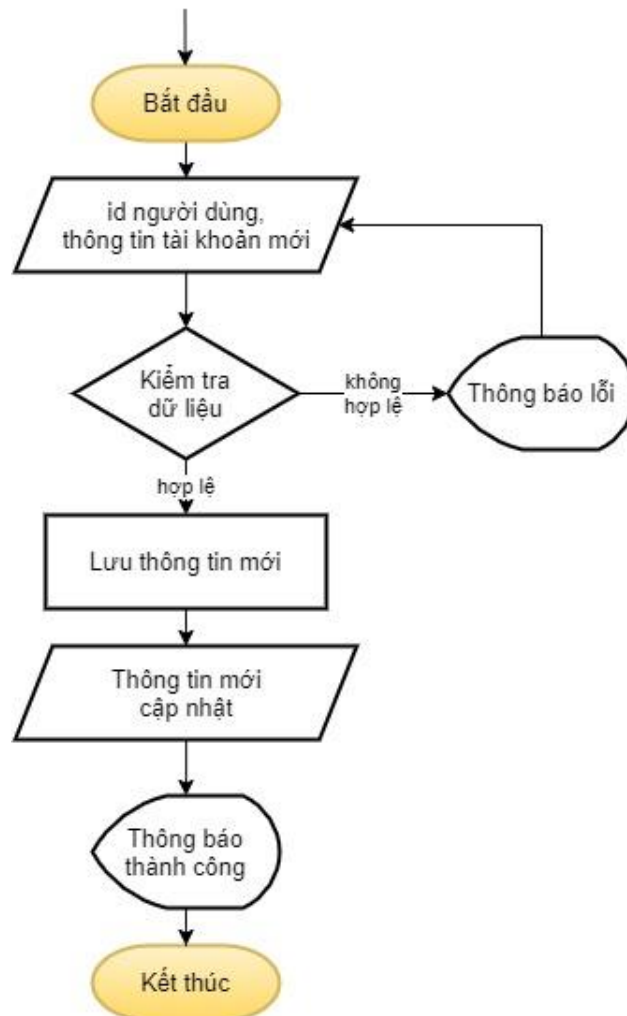 Bắt đầu
id người dùng,
thông tin tài khoản mới
Kiểm tra
dữ liệu
không
hợp lệ
Thông báo lỗi
hợp lệ
Lưu thông tin mới
Thông tin mới
cập nhật
Thông báo
thành công
Kết thúc